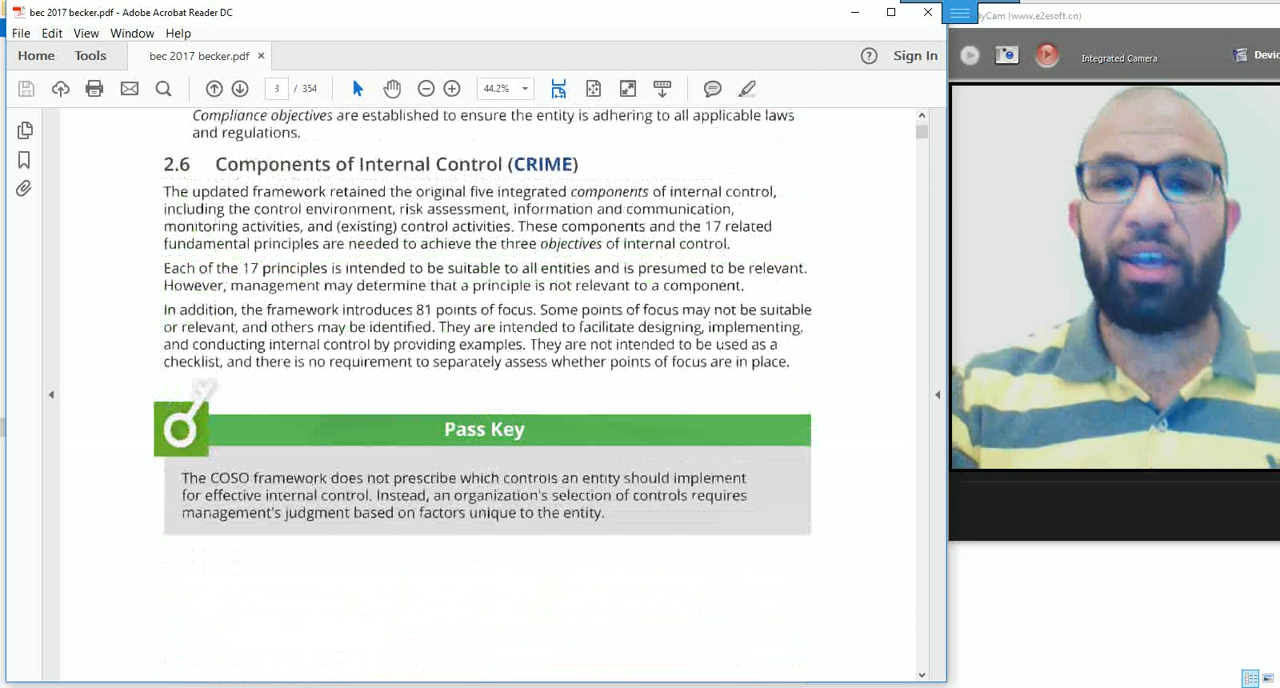 bec 2017 becker.pdf - Adobe Acrobat Reader DC
File Edit View Window Help
Home Tools bec 2017 becker.pdf × Sign In
3 / 354 44.2%
Compliance objectives are established to ensure the entity is adhering to all applicable laws
and regulations.
2.6 Components of Internal Control (CRIME)
The updated framework retained the original five integrated components of internal control,
including the control environment, risk assessment, information and communication,
monitoring activities, and (existing) control activities. These components and the 17 related
fundamental principles are needed to achieve the three objectives of internal control.
Each of the 17 principles is intended to be suitable to all entities and is presumed to be relevant.
However, management may determine that a principle is not relevant to a component.
In addition, the framework introduces 81 points of focus. Some points of focus may not be suitable
or relevant, and others may be identified. They are intended to facilitate designing, implementing,
and conducting internal control by providing examples. They are not intended to be used as a
checklist, and there is no requirement to separately assess whether points of focus are in place.
Pass Key
The COSO framework does not prescribe which controls an entity should implement
for effective internal control. Instead, an organization's selection of controls requires
management's judgment based on factors unique to the entity.
(www.e2esoft.cn)
Integrated Camera